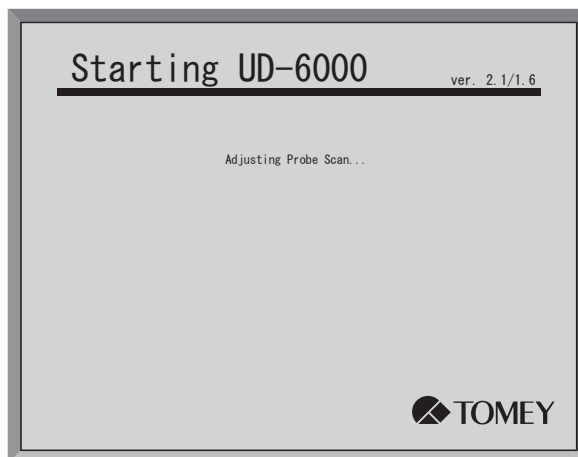 Starting UD-6000
ver. 2.1/1.6
Adjusting Probe Scan...
TOMEY